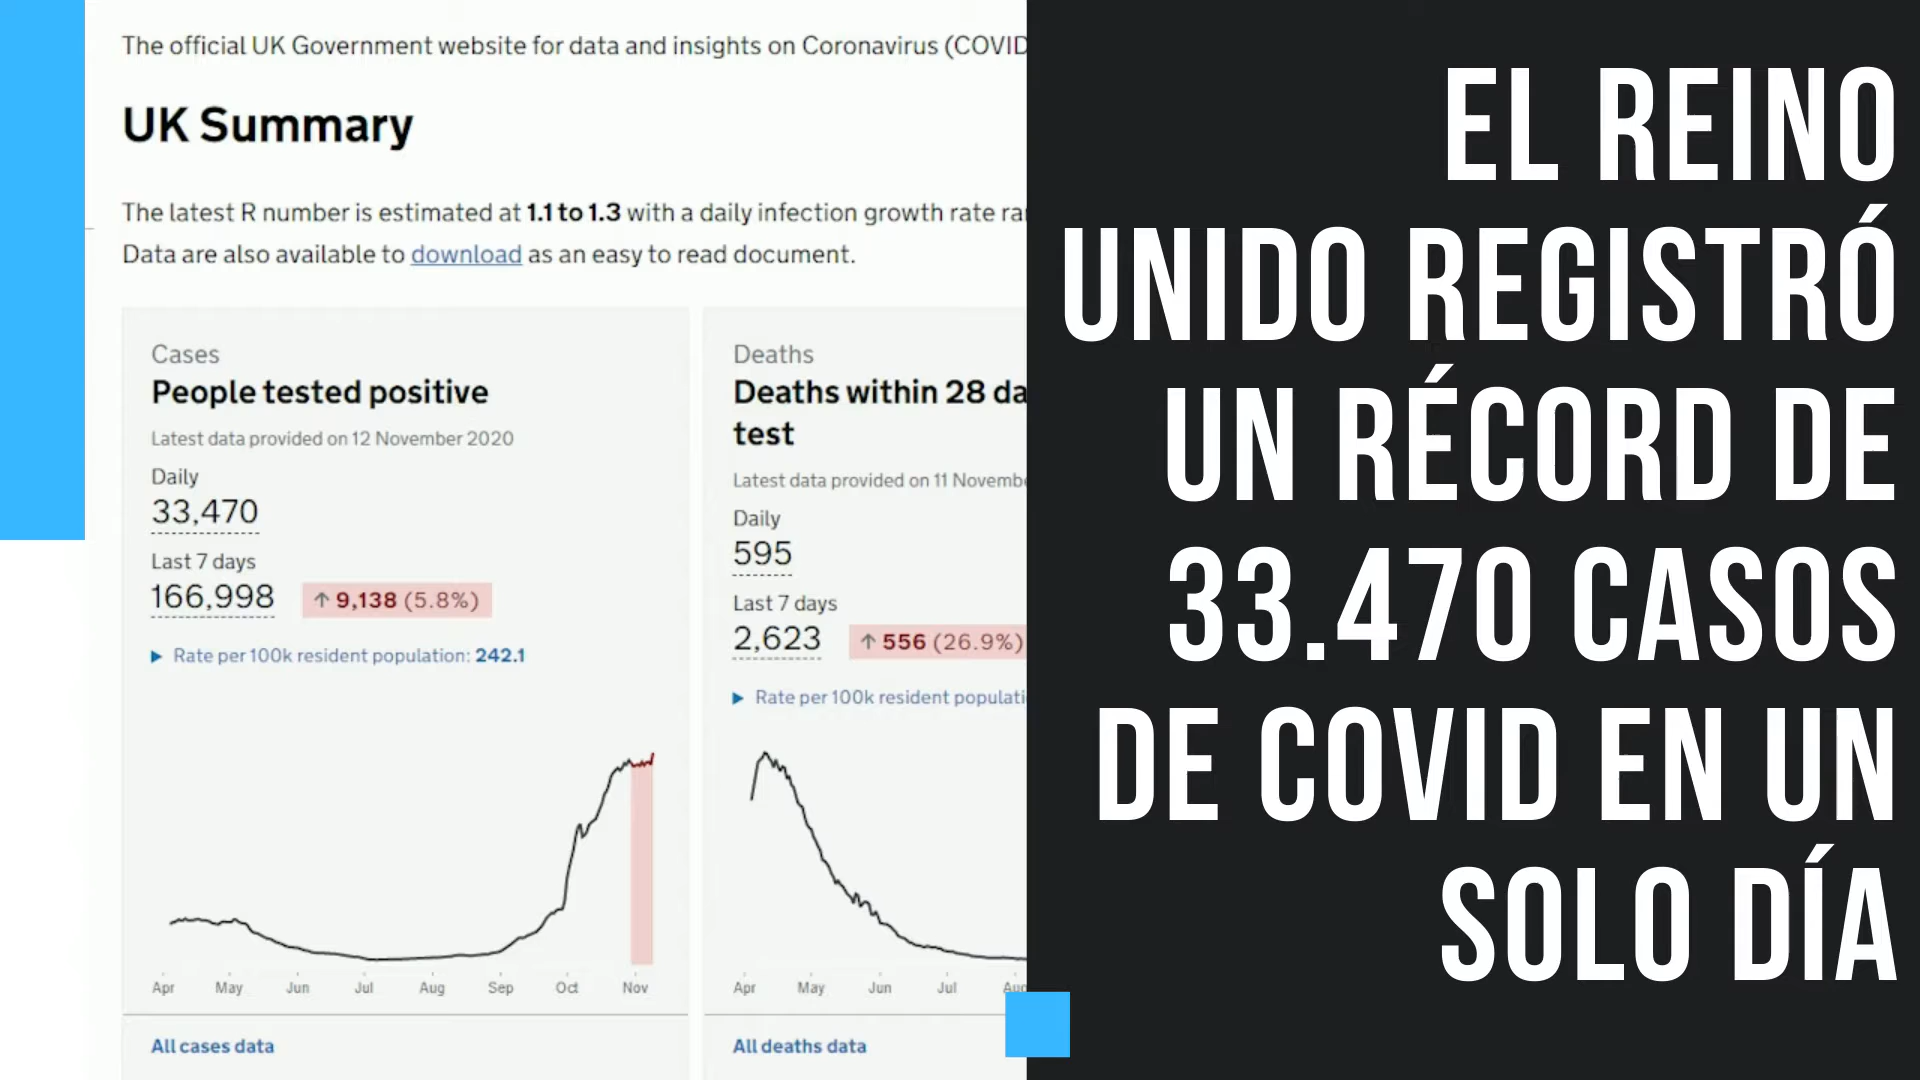 The official UK Government website for data and insights on Coronavirus (COVID
UK Summary
The latest R number is estimated at 1.1 to 1.3 with a daily infection growth rate
Data are also available to download as an easy to read document.
Cases
People tested positive
Latest data provided on 12 November 2020
Daily
33,470
Last 7 days
166,998 ↑ 9,138 (5.8%)
▶ Rate per 100k resident population: 242.1
Apr May Jun Jul Aug Sep Oct Nov
All cases data
Deaths
Deaths within 28
test
Latest data provided on 11
Daily
595
Last 7 days
2,623 ↑ 556 (26.9%)
▶ Rate per 100k resident
Apr May Jun Jul Aug
All deaths data
EL REINO
UNIDO REGISTRÓ
UN RÉCORD DE
33.470 CASOS
DE COVID EN UN
SOLO DÍA